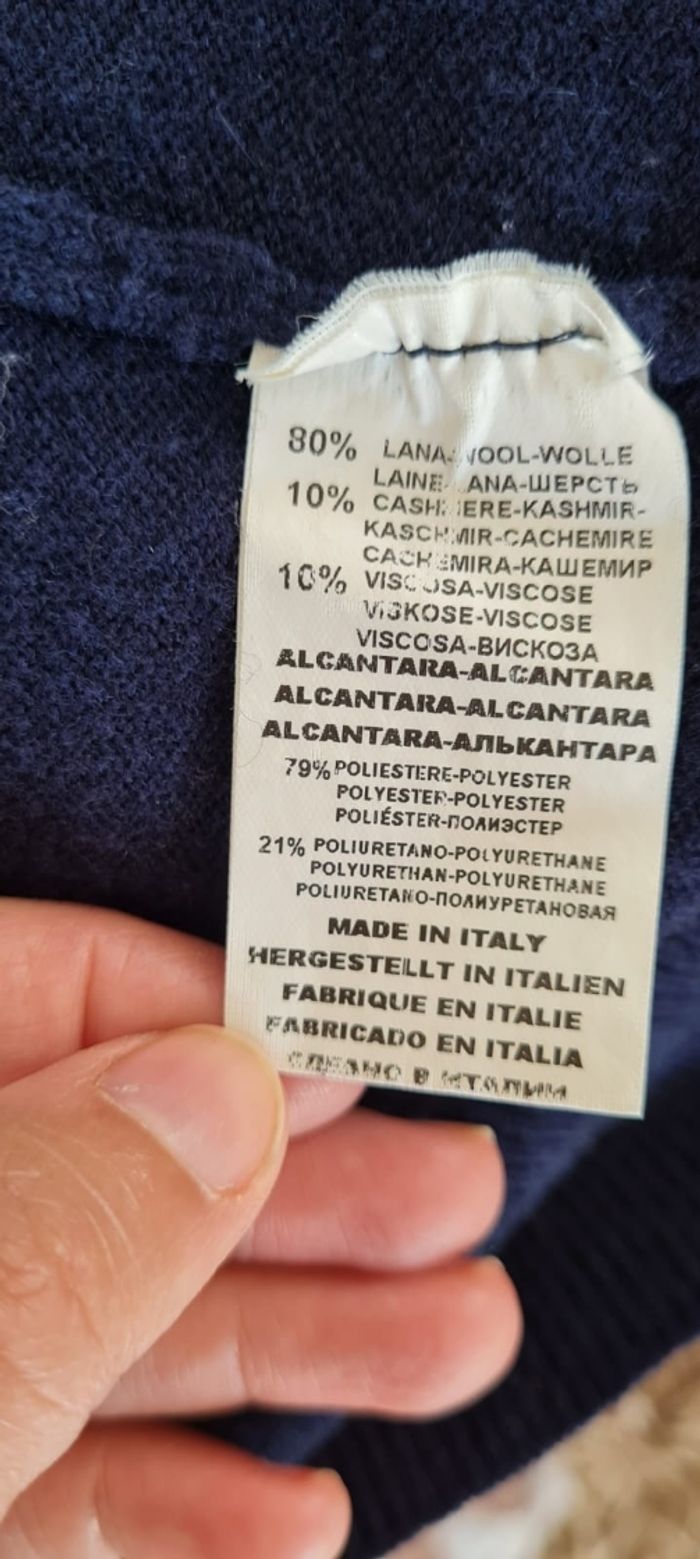 80% LANA-WOOL-WOLLE
LAINE-LANA-ШЕРСТЬ
10% CASHMERE-KASHMIR-
KASCHMIR-CACHEMIRE
CACHEMIRA-КАШЕМИР
10% VISCOSA-VISCOSE
VISKOSE-VISCOSE
VISCOSA-ВИСКОЗА
ALCANTARA-ALCANTARA
ALCANTARA-ALCANTARA
ALCANTARA-АЛЬКАНТАРА
79% POLIESTERE-POLYESTER
POLYESTER-POLYESTER
POLIÉSTER-ПОЛИЭСТЕР
21% POLIURETANO-POLYURETHANE
POLYURETHAN-POLYURETHANE
POLIURETANO-ПОЛИУРЕТАНОВАЯ
MADE IN ITALY
HERGESTELLT IN ITALIEN
FABRIQUE EN ITALIE
FABRICADO EN ITALIA
СДЕЛАНО В ИТАЛИИ